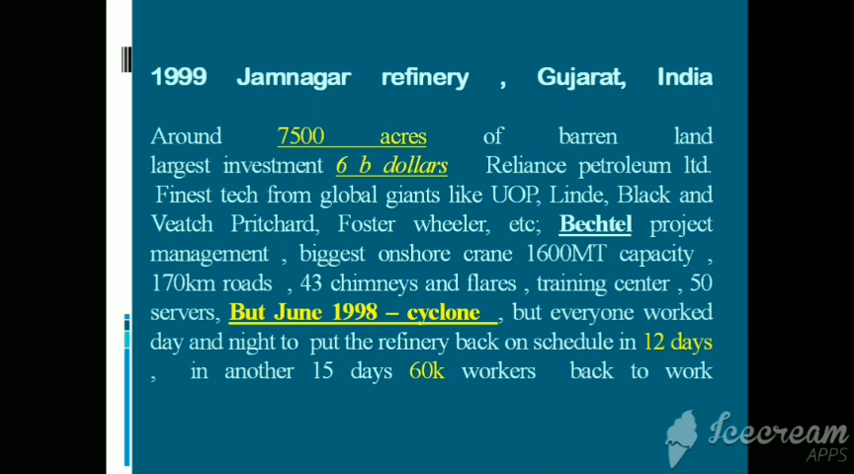 1999 Jamnagar refinery , Gujarat, India
Around 7500 acres of barren land
largest investment 6 b dollars Reliance petroleum ltd.
Finest tech from global giants like UOP, Linde, Black and
Veatch Pritchard, Foster wheeler, etc; Bechtel project
management , biggest onshore crane 1600MT capacity ,
170km roads , 43 chimneys and flares , training center , 50
servers, But June 1998 – cyclone , but everyone worked
day and night to put the refinery back on schedule in 12 days
, in another 15 days 60k workers back to work
Icecream
APPS